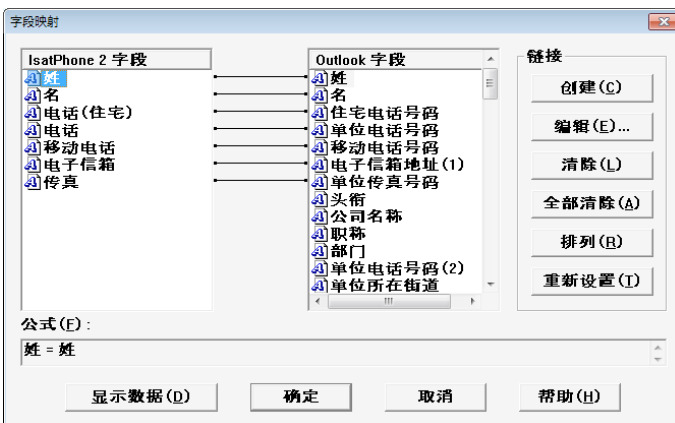 字段映射
IsatPhone 2 字段
姓
名
电话(住宅)
电话
移动电话
电子信箱
传真
Outlook 字段
姓
名
住宅电话号码
单位电话号码
移动电话号码
电子信箱地址(1)
单位传真号码
头衔
公司名称
职称
部门
单位电话号码(2)
单位所在街道
链接
创建(C)
编辑(E)...
清除(L)
全部清除(A)
排列(R)
重新设置(T)
公式(F):
姓 = 姓
显示数据(D)
确定
取消
帮助(H)